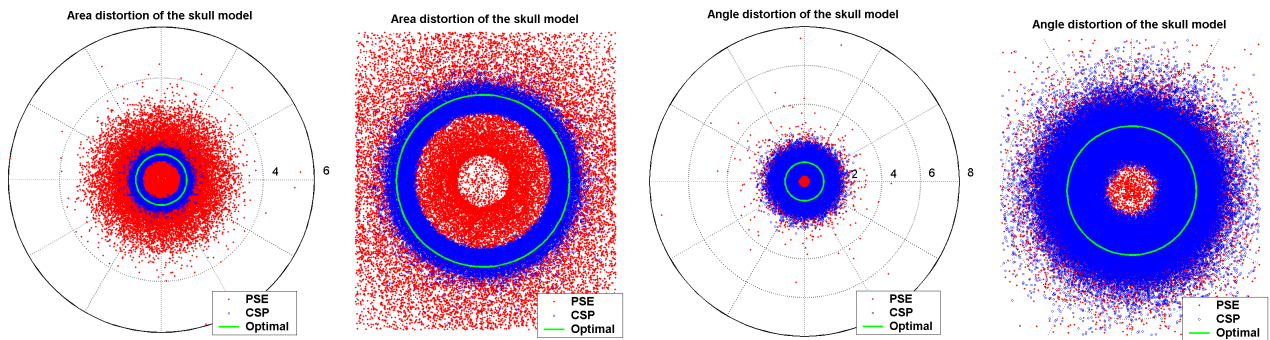 Area distortion of the skull model
4
6
PSE
CSP
Optimal
Area distortion of the skull model
PSE
CSP
Optimal
Angle distortion of the skull model
2
4
6
8
PSE
CSP
Optimal
Angle distortion of the skull model
PSE
CSP
Optimal